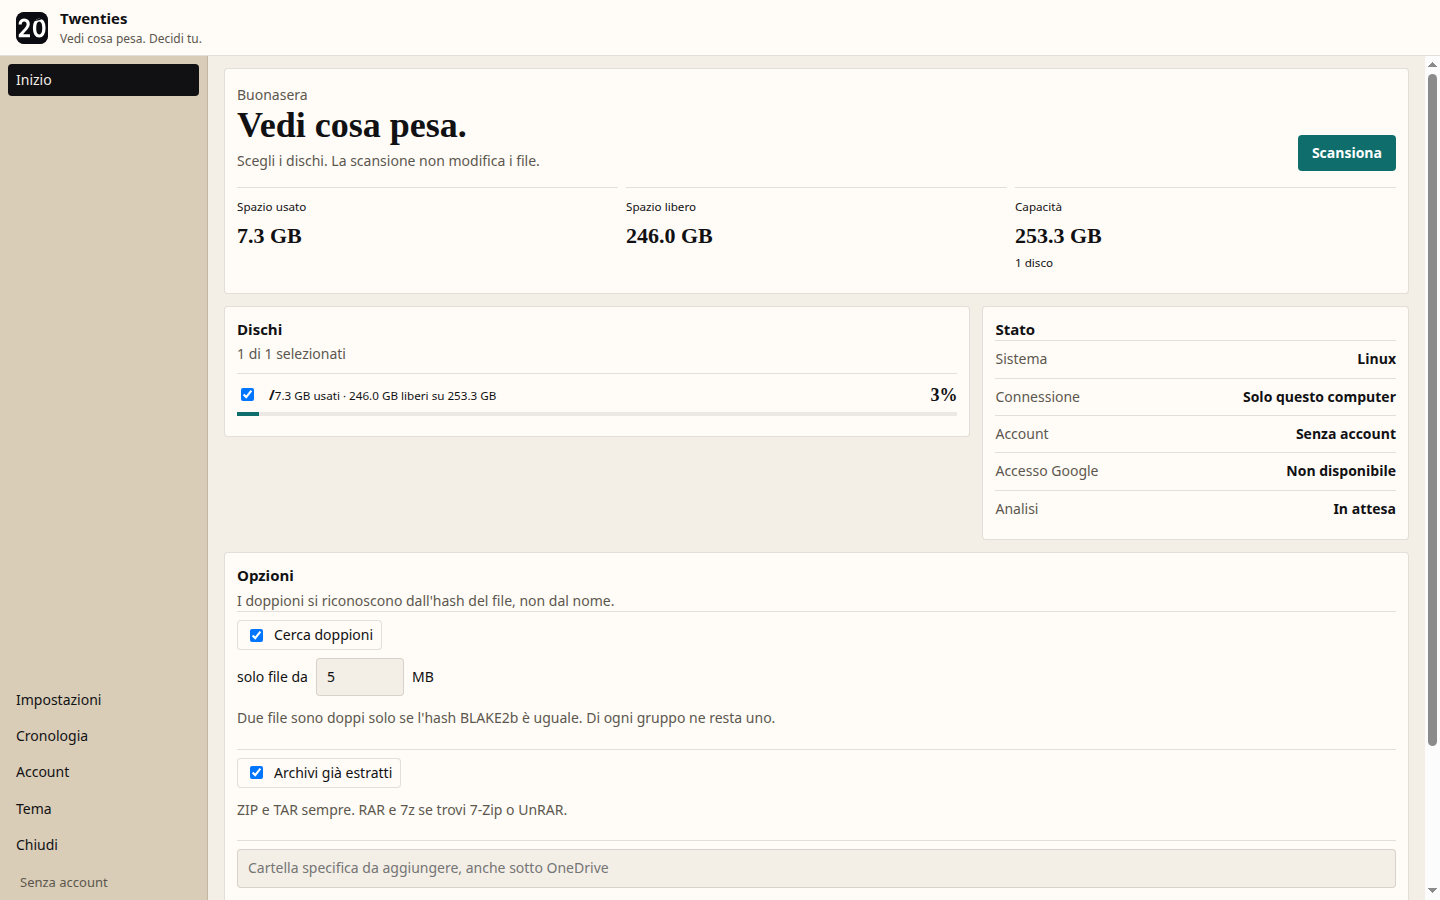 20
Twenties
Vedi cosa pesa. Decidi tu.
Inizio
Impostazioni
Cronologia
Account
Tema
Chiudi
Senza account
Buonasera
Vedi cosa pesa.
Scegli i dischi. La scansione non modifica i file.
Scansiona
Spazio usato
7.3 GB
Spazio libero
246.0 GB
Capacità
253.3 GB
1 disco
Dischi
1 di 1 selezionati
/7.3 GB usati · 246.0 GB liberi su 253.3 GB
3%
Stato
Sistema
Linux
Connessione
Solo questo computer
Account
Senza account
Accesso Google
Non disponibile
Analisi
In attesa
Opzioni
I doppioni si riconoscono dall'hash del file, non dal nome.
Cerca doppioni
solo file da 5 MB
Due file sono doppi solo se l'hash BLAKE2b è uguale. Di ogni gruppo ne resta uno.
Archivi già estratti
ZIP e TAR sempre. RAR e 7z se trovi 7-Zip o UnRAR.
Cartella specifica da aggiungere, anche sotto OneDrive